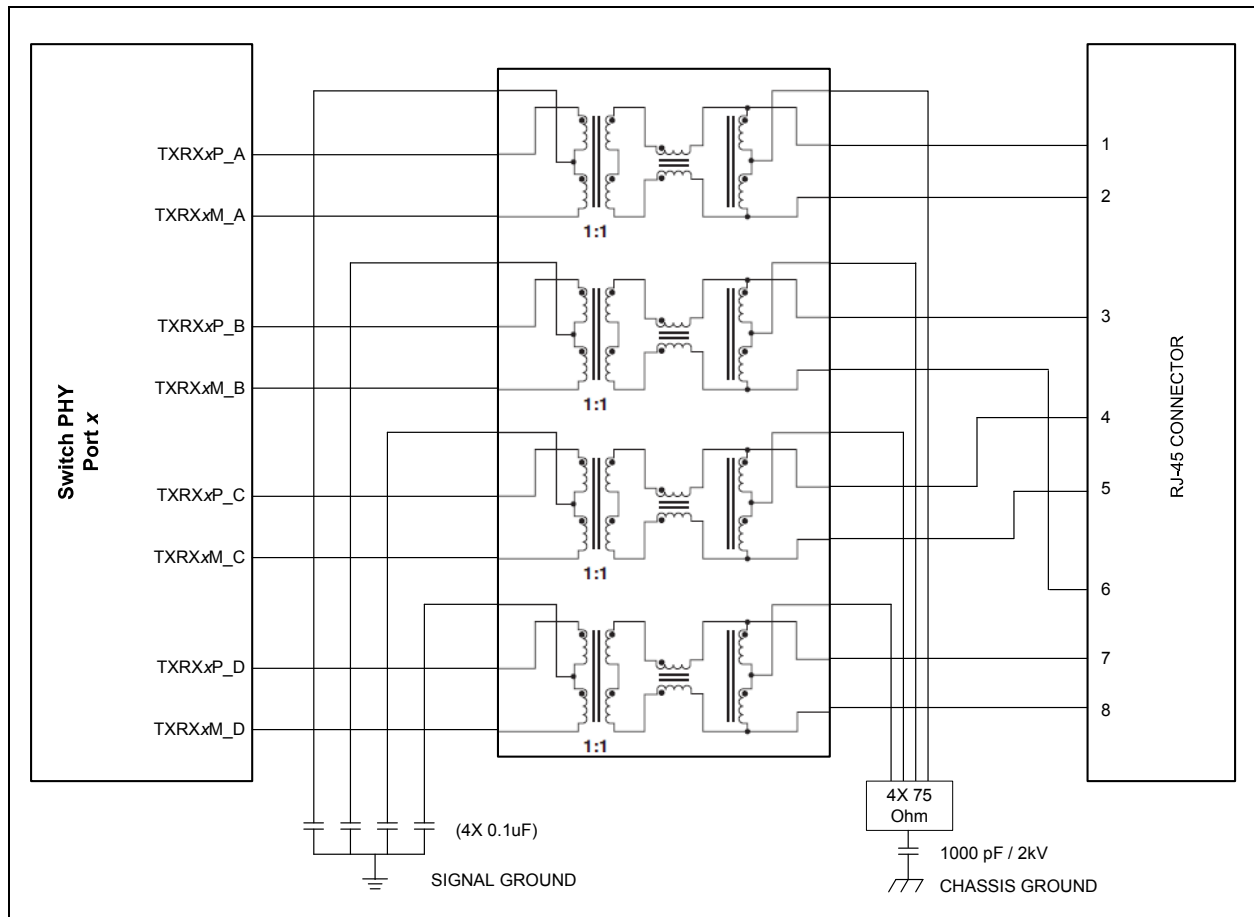 Switch PHY
Port x
TXRXxP_A
TXRXxM_A
TXRXxP_B
TXRXxM_B
TXRXxP_C
TXRXxM_C
TXRXxP_D
TXRXxM_D
1:1
1:1
1:1
1:1
1
2
3
4
5
6
7
8
RJ-45 CONNECTOR
(4X 0.1uF)
SIGNAL GROUND
4X 75
Ohm
1000 pF / 2kV
CHASSIS GROUND